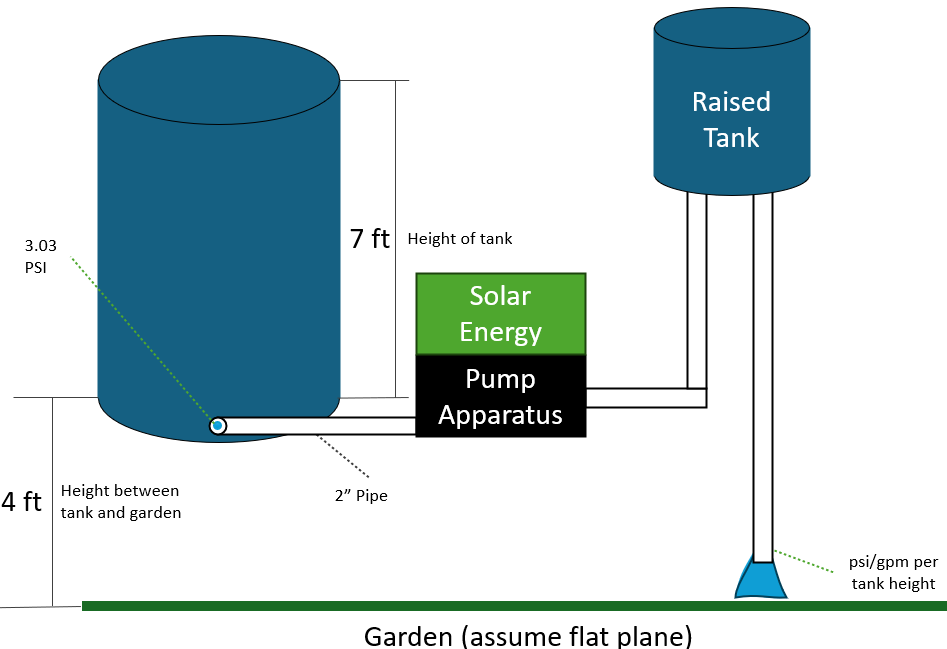 Raised
Tank
3.03
PSI
7 ft
Height of tank
Solar
Energy
Pump
Apparatus
4 ft
Height between
tank and garden
2” Pipe
psi/gpm per
tank height
Garden (assume flat plane)